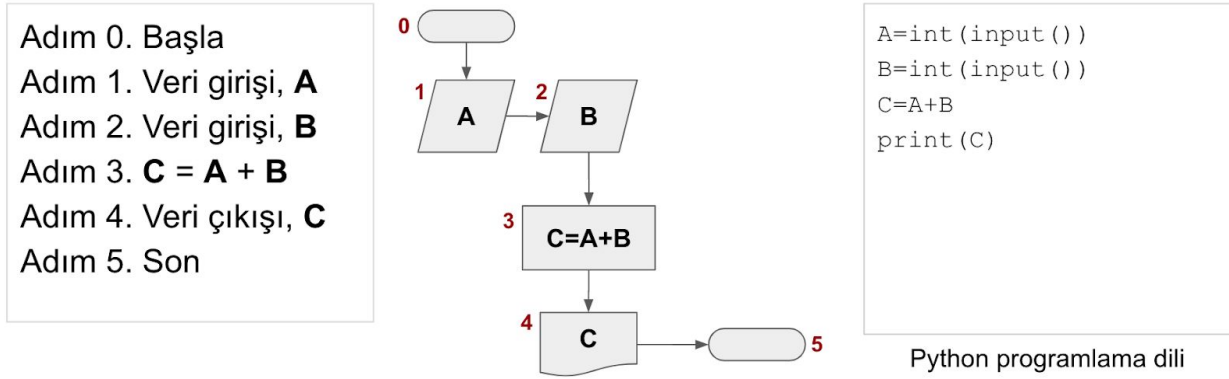 Adım 0. Başla
Adım 1. Veri girişi, A
Adım 2. Veri girişi, B
Adım 3. C = A + B
Adım 4. Veri çıkışı, C
Adım 5. Son
0
1
A
2
B
3
C=A+B
4
C
5
A=int(input())
B=int(input())
C=A+B
print(C)
Python programlama dili